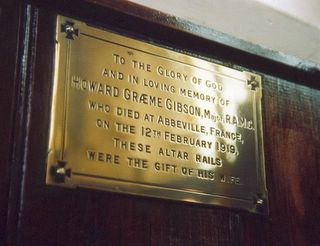 TO THE GLORY OF GOD
AND IN LOVING MEMORY OF
HOWARD GRÆME GIBSON, MAJOR, R.A.M.C.
WHO DIED AT ABBEVILLE, FRANCE,
ON THE 12TH FEBRUARY 1919.
THESE ALTAR RAILS
WERE THE GIFT OF HIS WIFE.